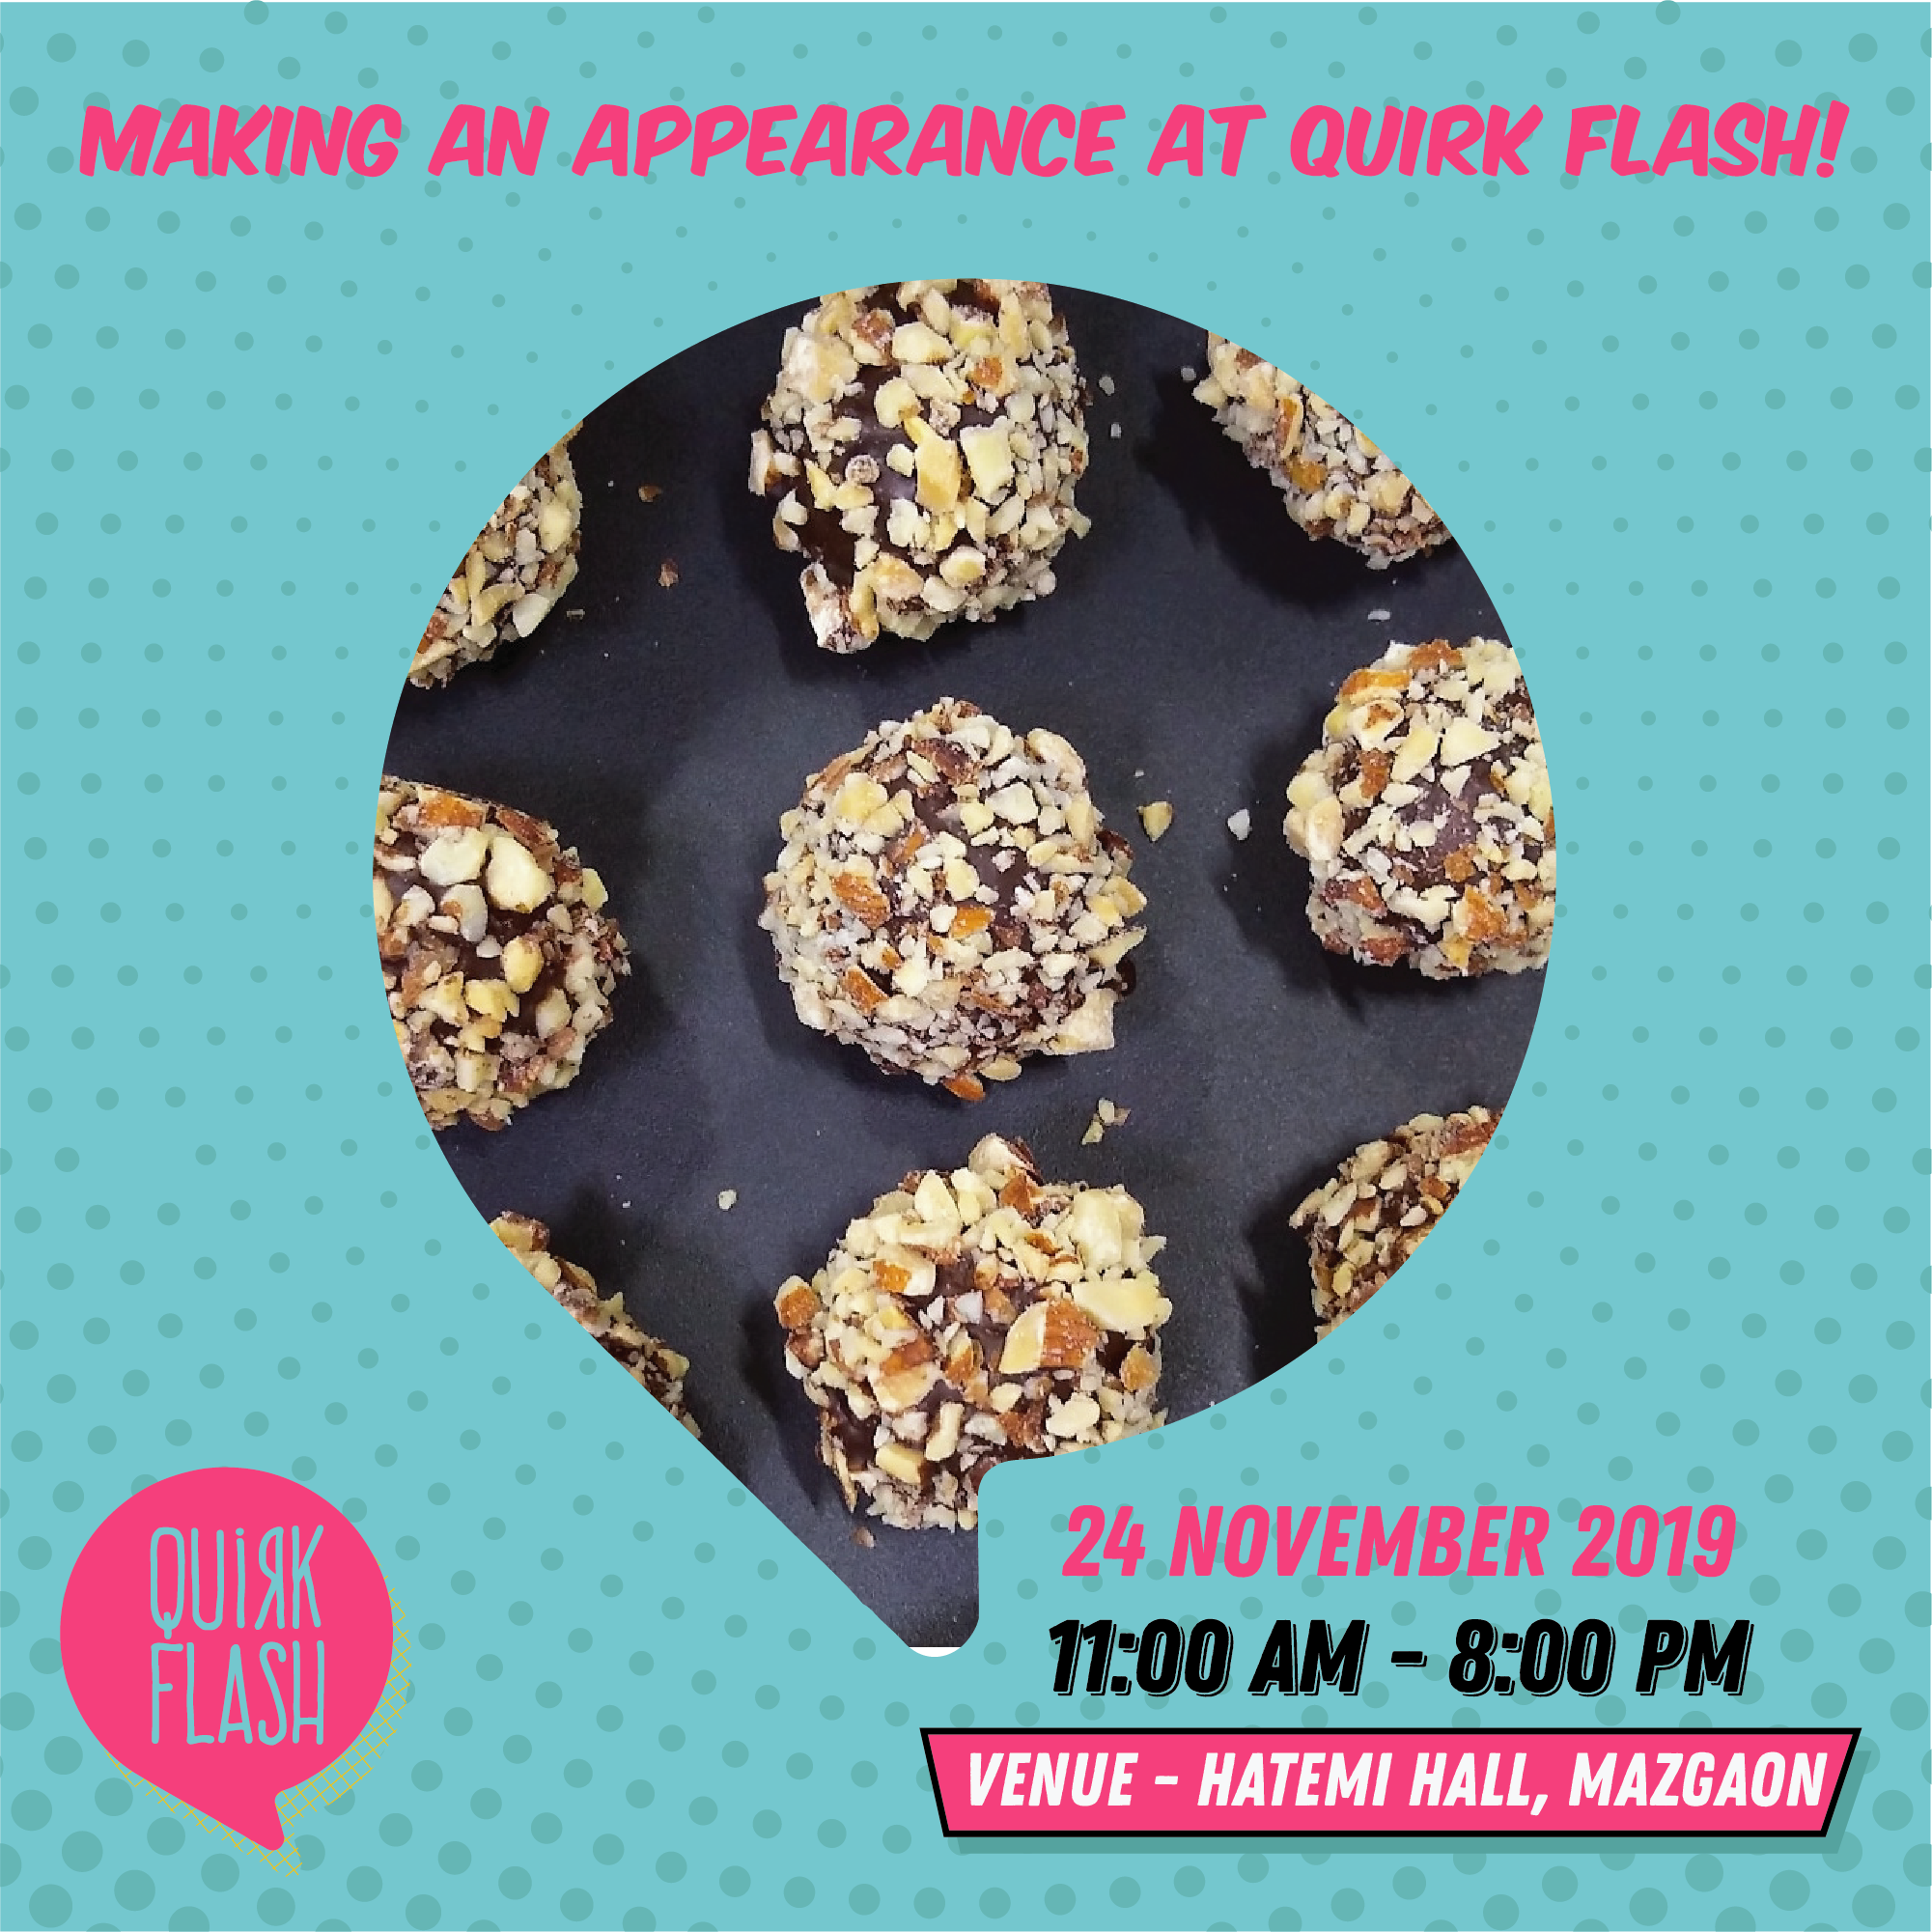 MAKING AN APPEARANCE AT QUIRK FLASH!
QUiRK
FLASH
24 NOVEMBER 2019
11:00 AM - 8:00 PM
VENUE - HATEMI HALL, MAZGAON